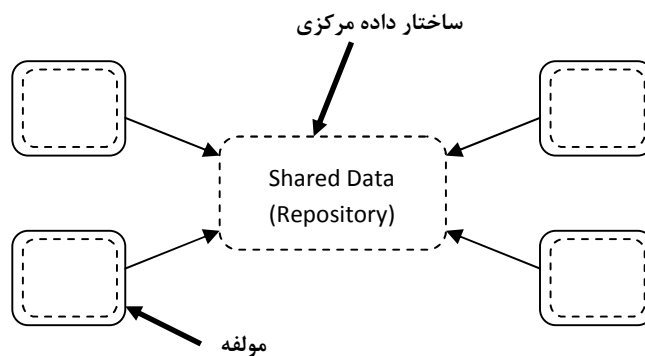 ساختار داده مرکزی
Shared Data
(Repository)
مولفه